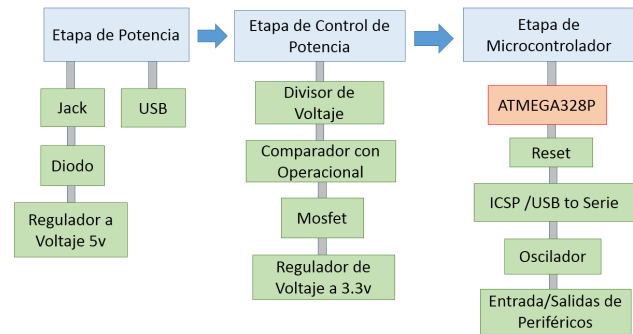 Etapa de Potencia
Jack
USB
Diodo
Regulador a
Voltaje 5v
Etapa de Control de
Potencia
Divisor de
Voltaje
Comparador con
Operacional
Mosfet
Regulador de
Voltaje a 3.3v
Etapa de
Microcontrolador
ATMEGA328P
Reset
ICSP /USB to Serie
Oscilador
Entrada/Salidas de
Periféricos